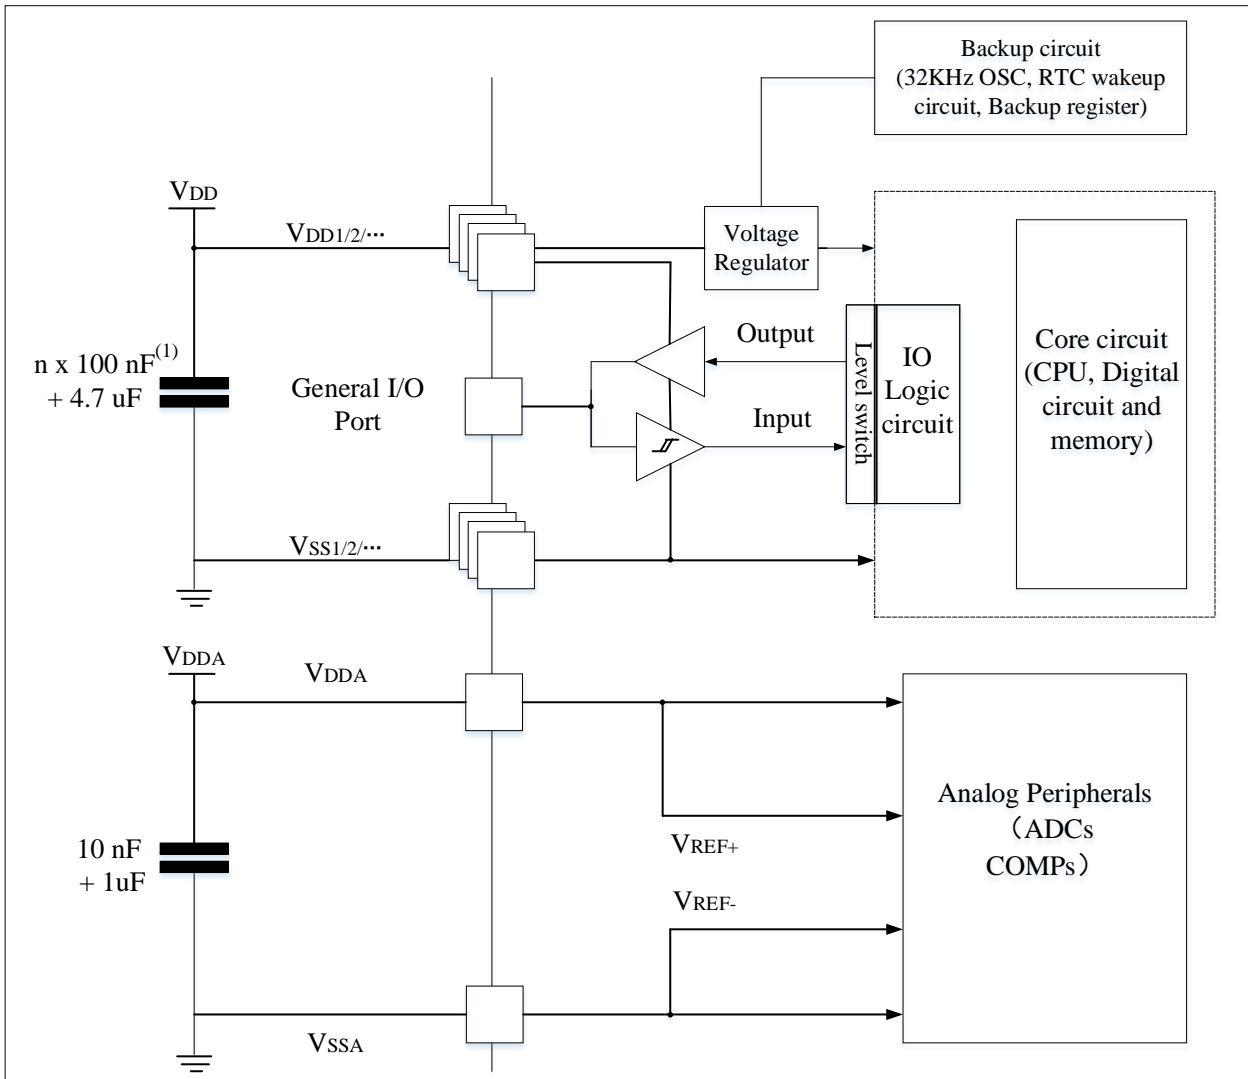 Backup circuit
(32KHz OSC, RTC wakeup
circuit, Backup register)
VDD
VDD1/2/···
Voltage
Regulator
n x 100 nF(1)
+ 4.7 uF
General I/O
Port
Output
Input
Level switch
IO
Logic
circuit
Core circuit
(CPU, Digital
circuit and
memory)
VSS1/2/···
VDDA
VDDA
10 nF
+ 1uF
VREF+
VREF-
Analog Peripherals
（ADCs
COMPs）
VSSA